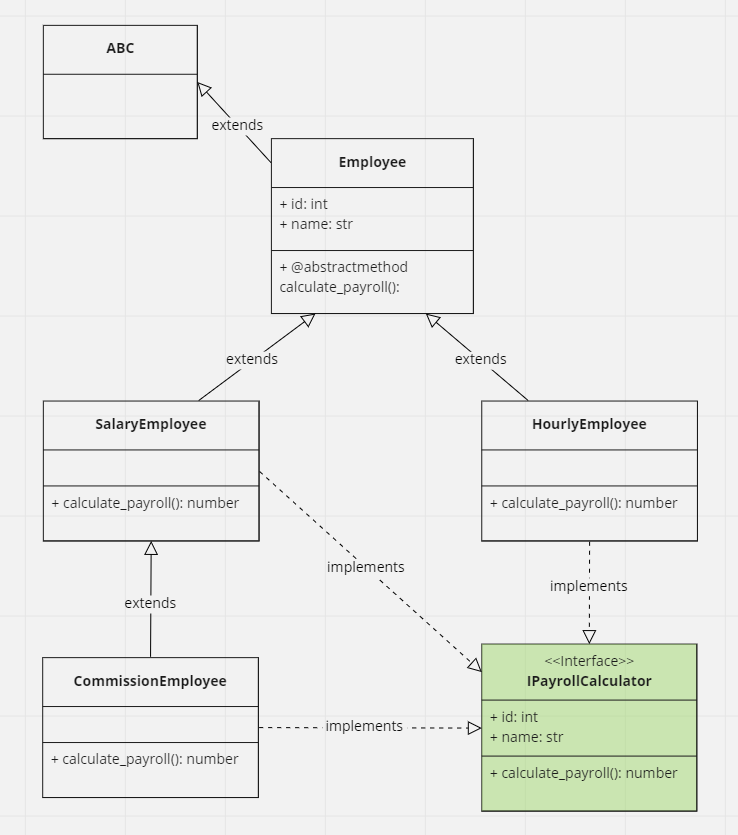 ABC
extends
Employee
+ id: int
+ name: str
+ @abstractmethod
calculate_payroll():
extends
extends
SalaryEmployee
+ calculate_payroll(): number
HourlyEmployee
+ calculate_payroll(): number
implements
implements
extends
CommissionEmployee
+ calculate_payroll(): number
implements
<<Interface>>
IPayrollCalculator
+ id: int
+ name: str
+ calculate_payroll(): number